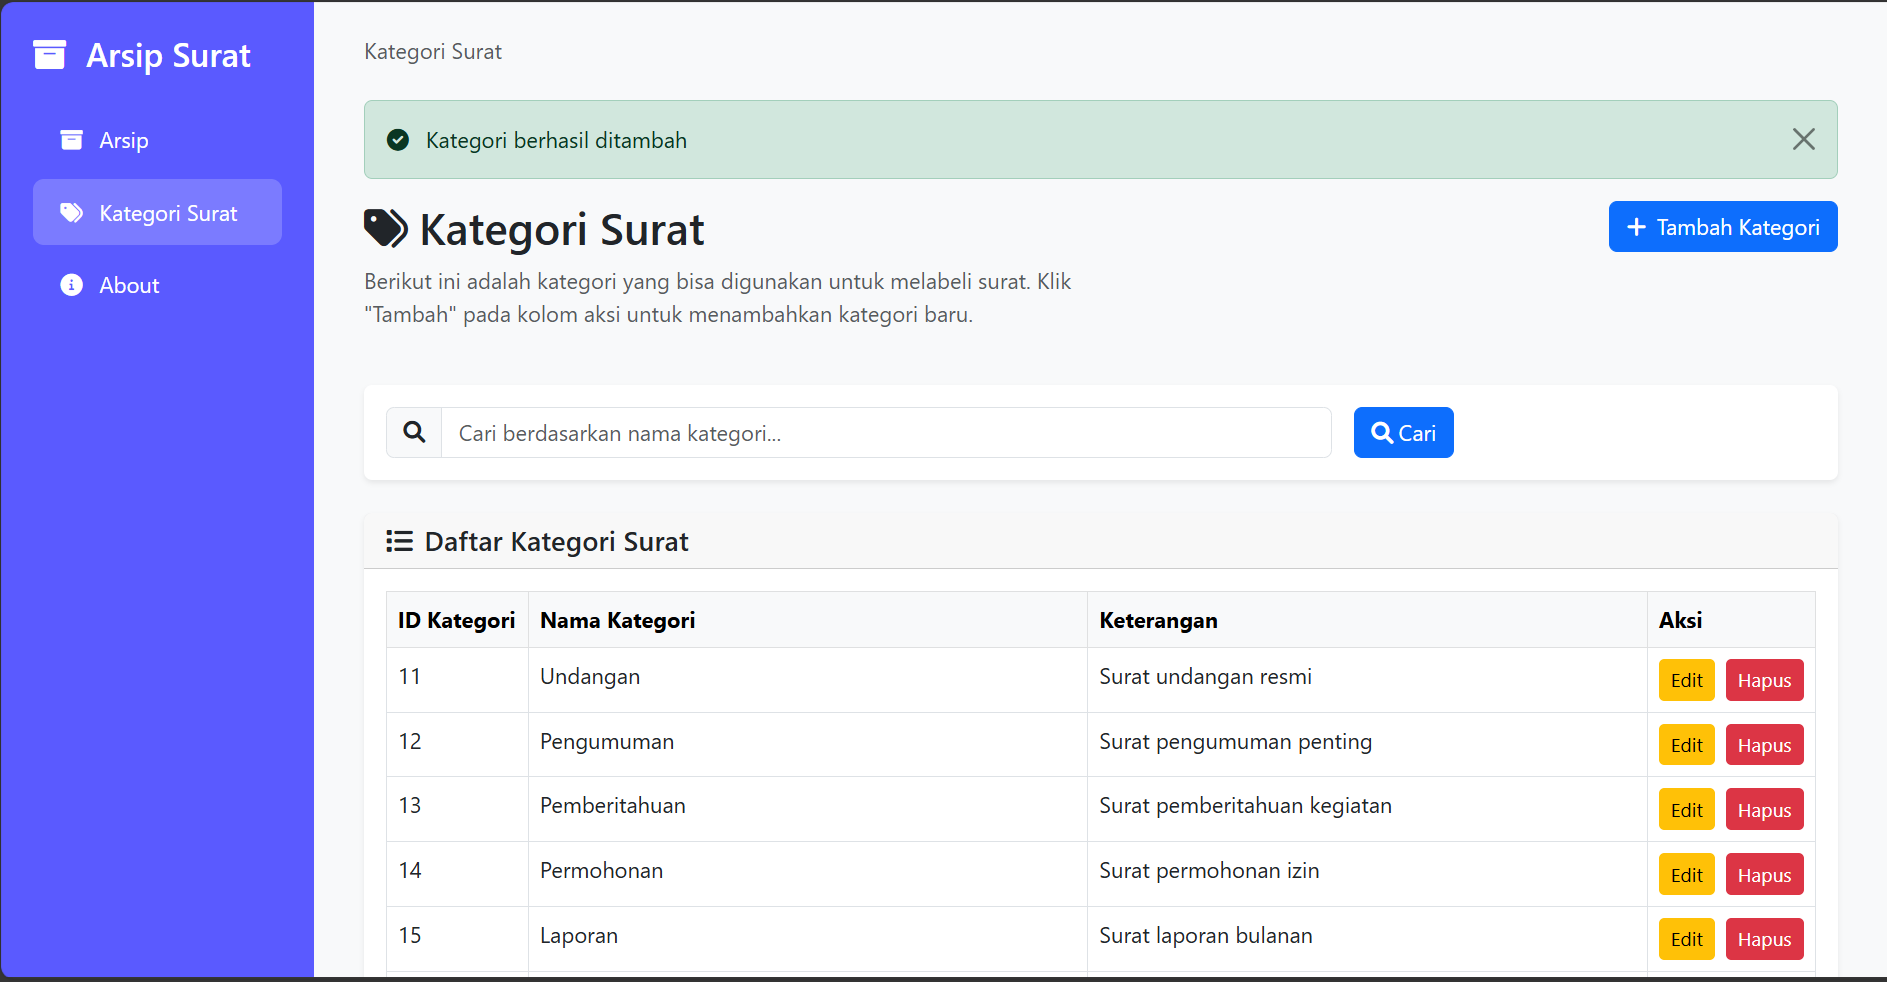 Arsip Surat
Arsip
Kategori Surat
About
Kategori Surat
Kategori berhasil ditambah
Kategori Surat
Tambah Kategori
Berikut ini adalah kategori yang bisa digunakan untuk melabeli surat. Klik
"Tambah" pada kolom aksi untuk menambahkan kategori baru.
Cari berdasarkan nama kategori...
Cari
Daftar Kategori Surat
ID Kategori Nama Kategori Keterangan Aksi
11 Undangan Surat undangan resmi Edit Hapus
12 Pengumuman Surat pengumuman penting Edit Hapus
13 Pemberitahuan Surat pemberitahuan kegiatan Edit Hapus
14 Permohonan Surat permohonan izin Edit Hapus
15 Laporan Surat laporan bulanan Edit Hapus